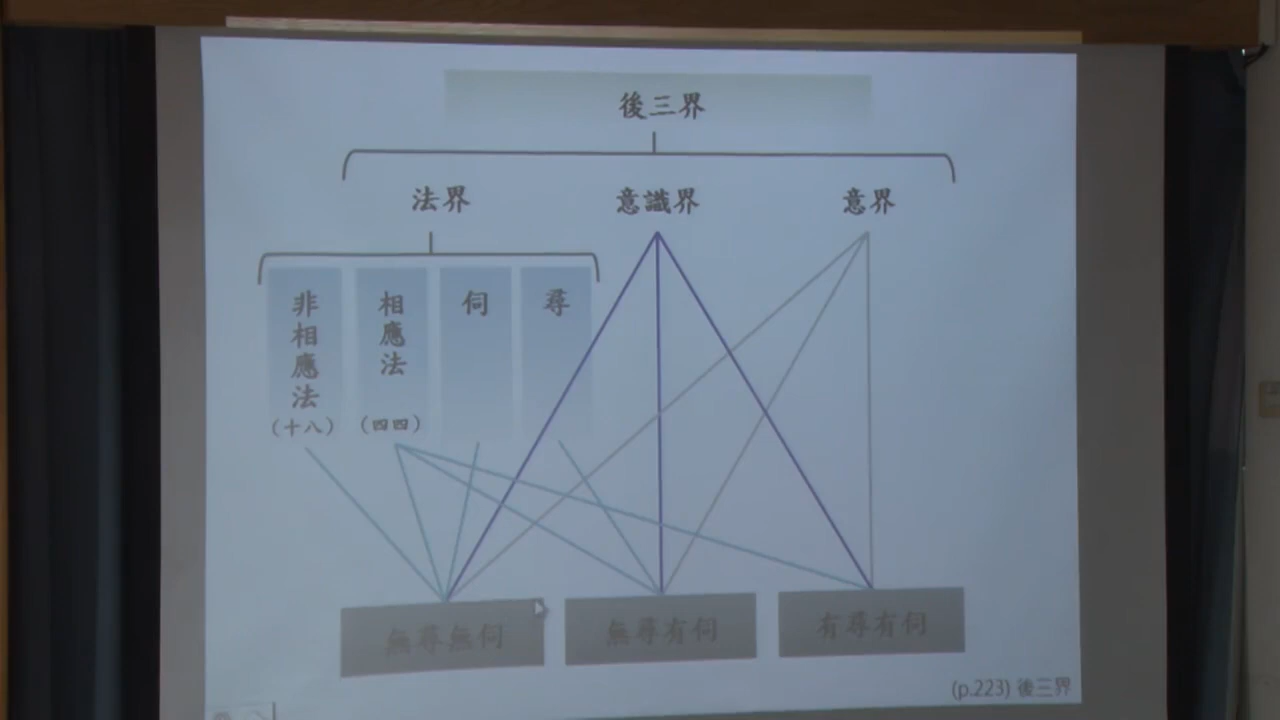 後三界
法界
意識界
意界
非相應法
(十八)
相應法
(四四)
伺
尋
無尋無伺
無尋有伺
有尋有伺
(p.223) 後三界